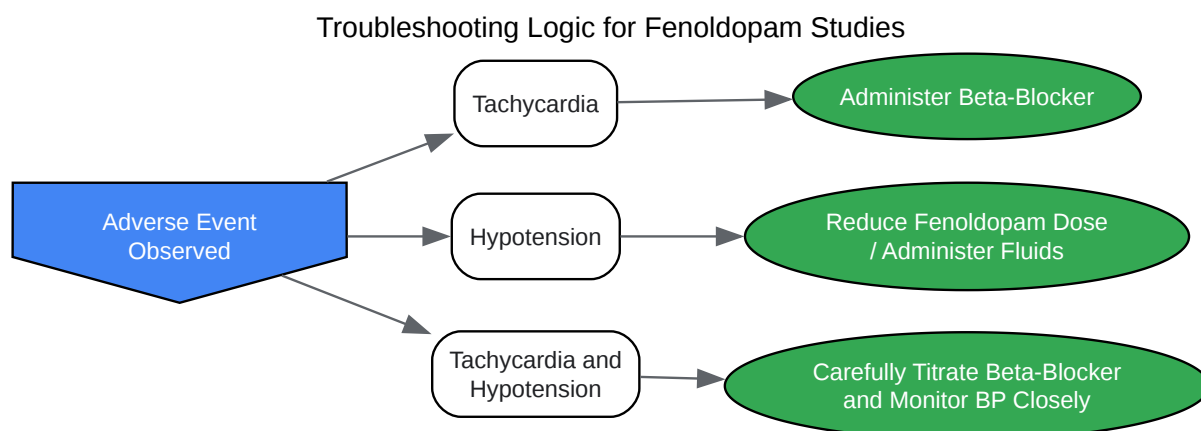 Troubleshooting Logic for Fenoldopam Studies
Adverse Event
Observed
Tachycardia
Administer Beta-Blocker
Hypotension
Reduce Fenoldopam Dose
/ Administer Fluids
Tachycardia and
Hypotension
Carefully Titrate Beta-Blocker
and Monitor BP Closely